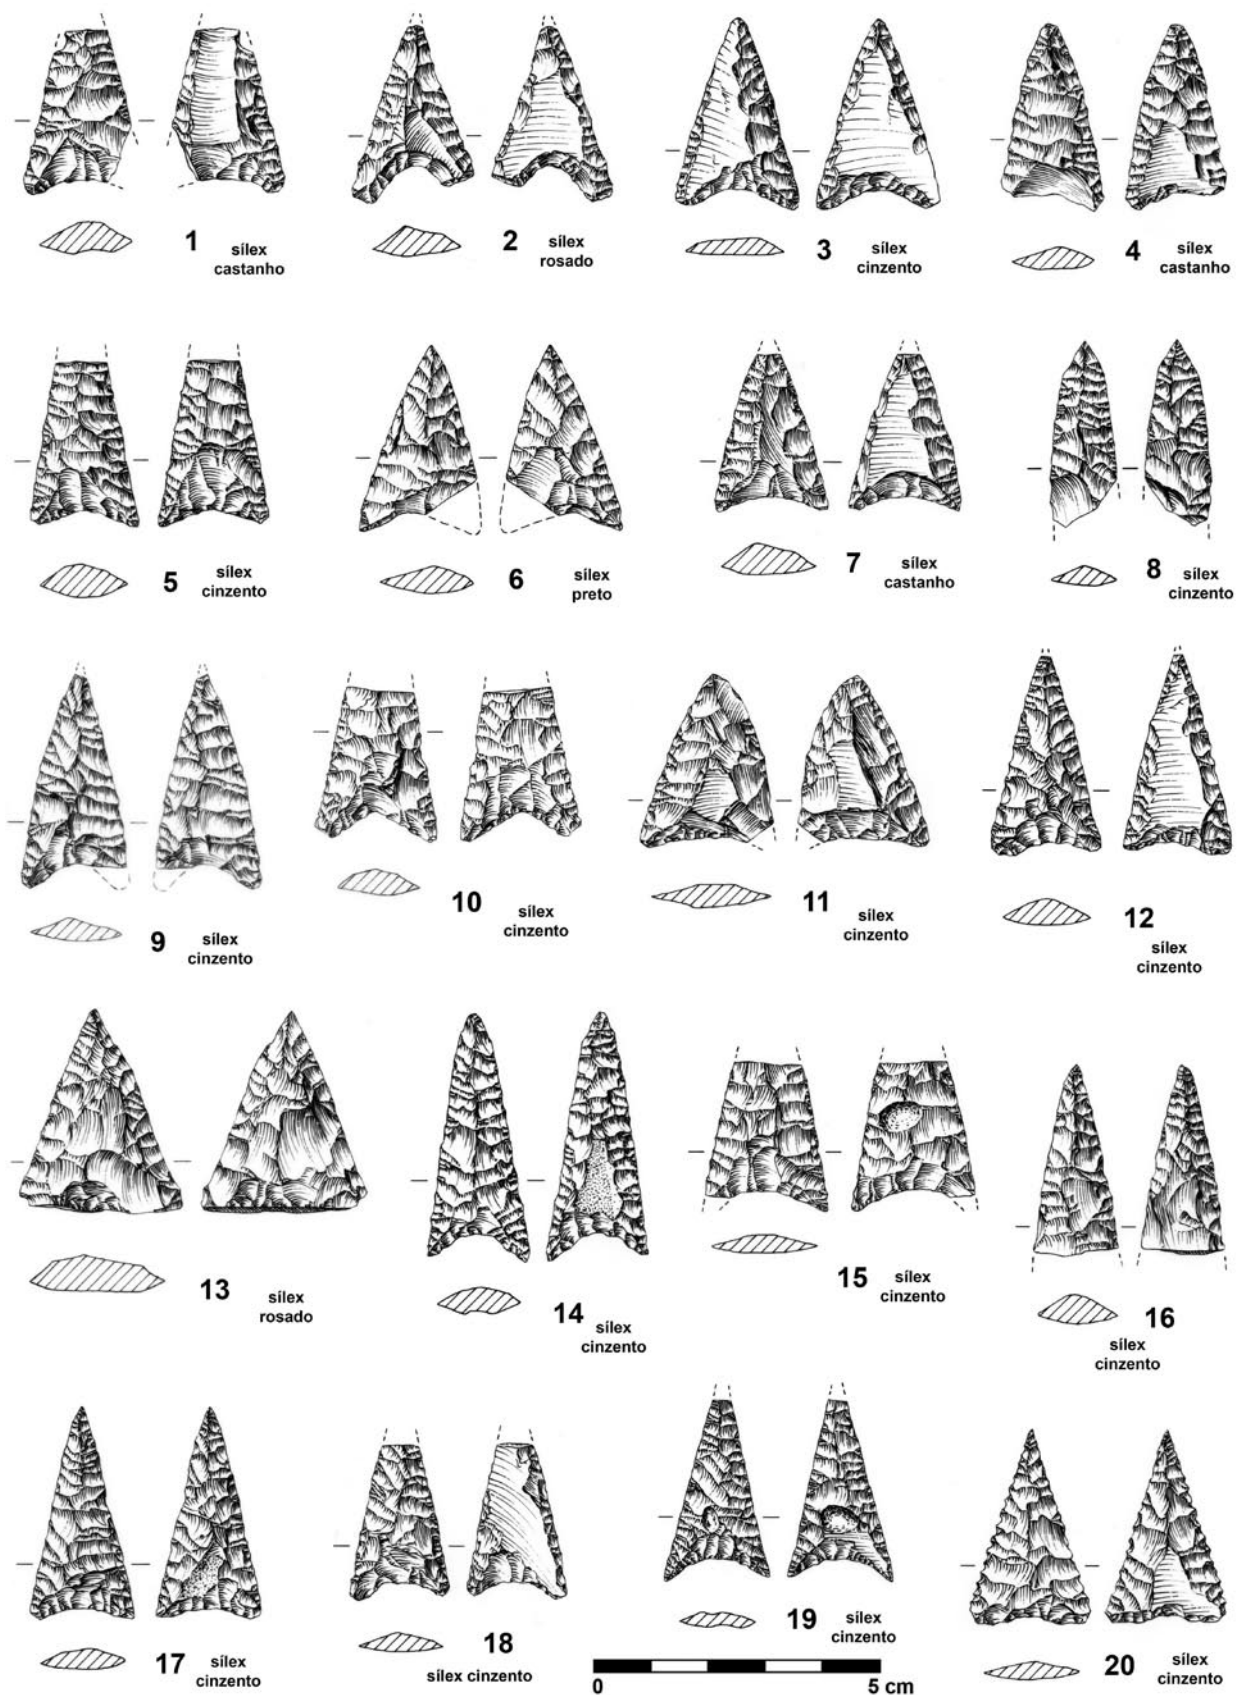 1 sílex
castanho
2 sílex
rosado
3 sílex
cinzento
4 sílex
castanho
5 sílex
cinzento
6 sílex
preto
7 sílex
castanho
8 sílex
cinzento
9 sílex
cinzento
10 sílex
cinzento
11 sílex
cinzento
12
sílex
cinzento
13 sílex
rosado
14 sílex
cinzento
15 sílex
cinzento
16
sílex
cinzento
17 sílex
cinzento
18
sílex cinzento
19 sílex
cinzento
20 sílex
cinzento
0 5 cm